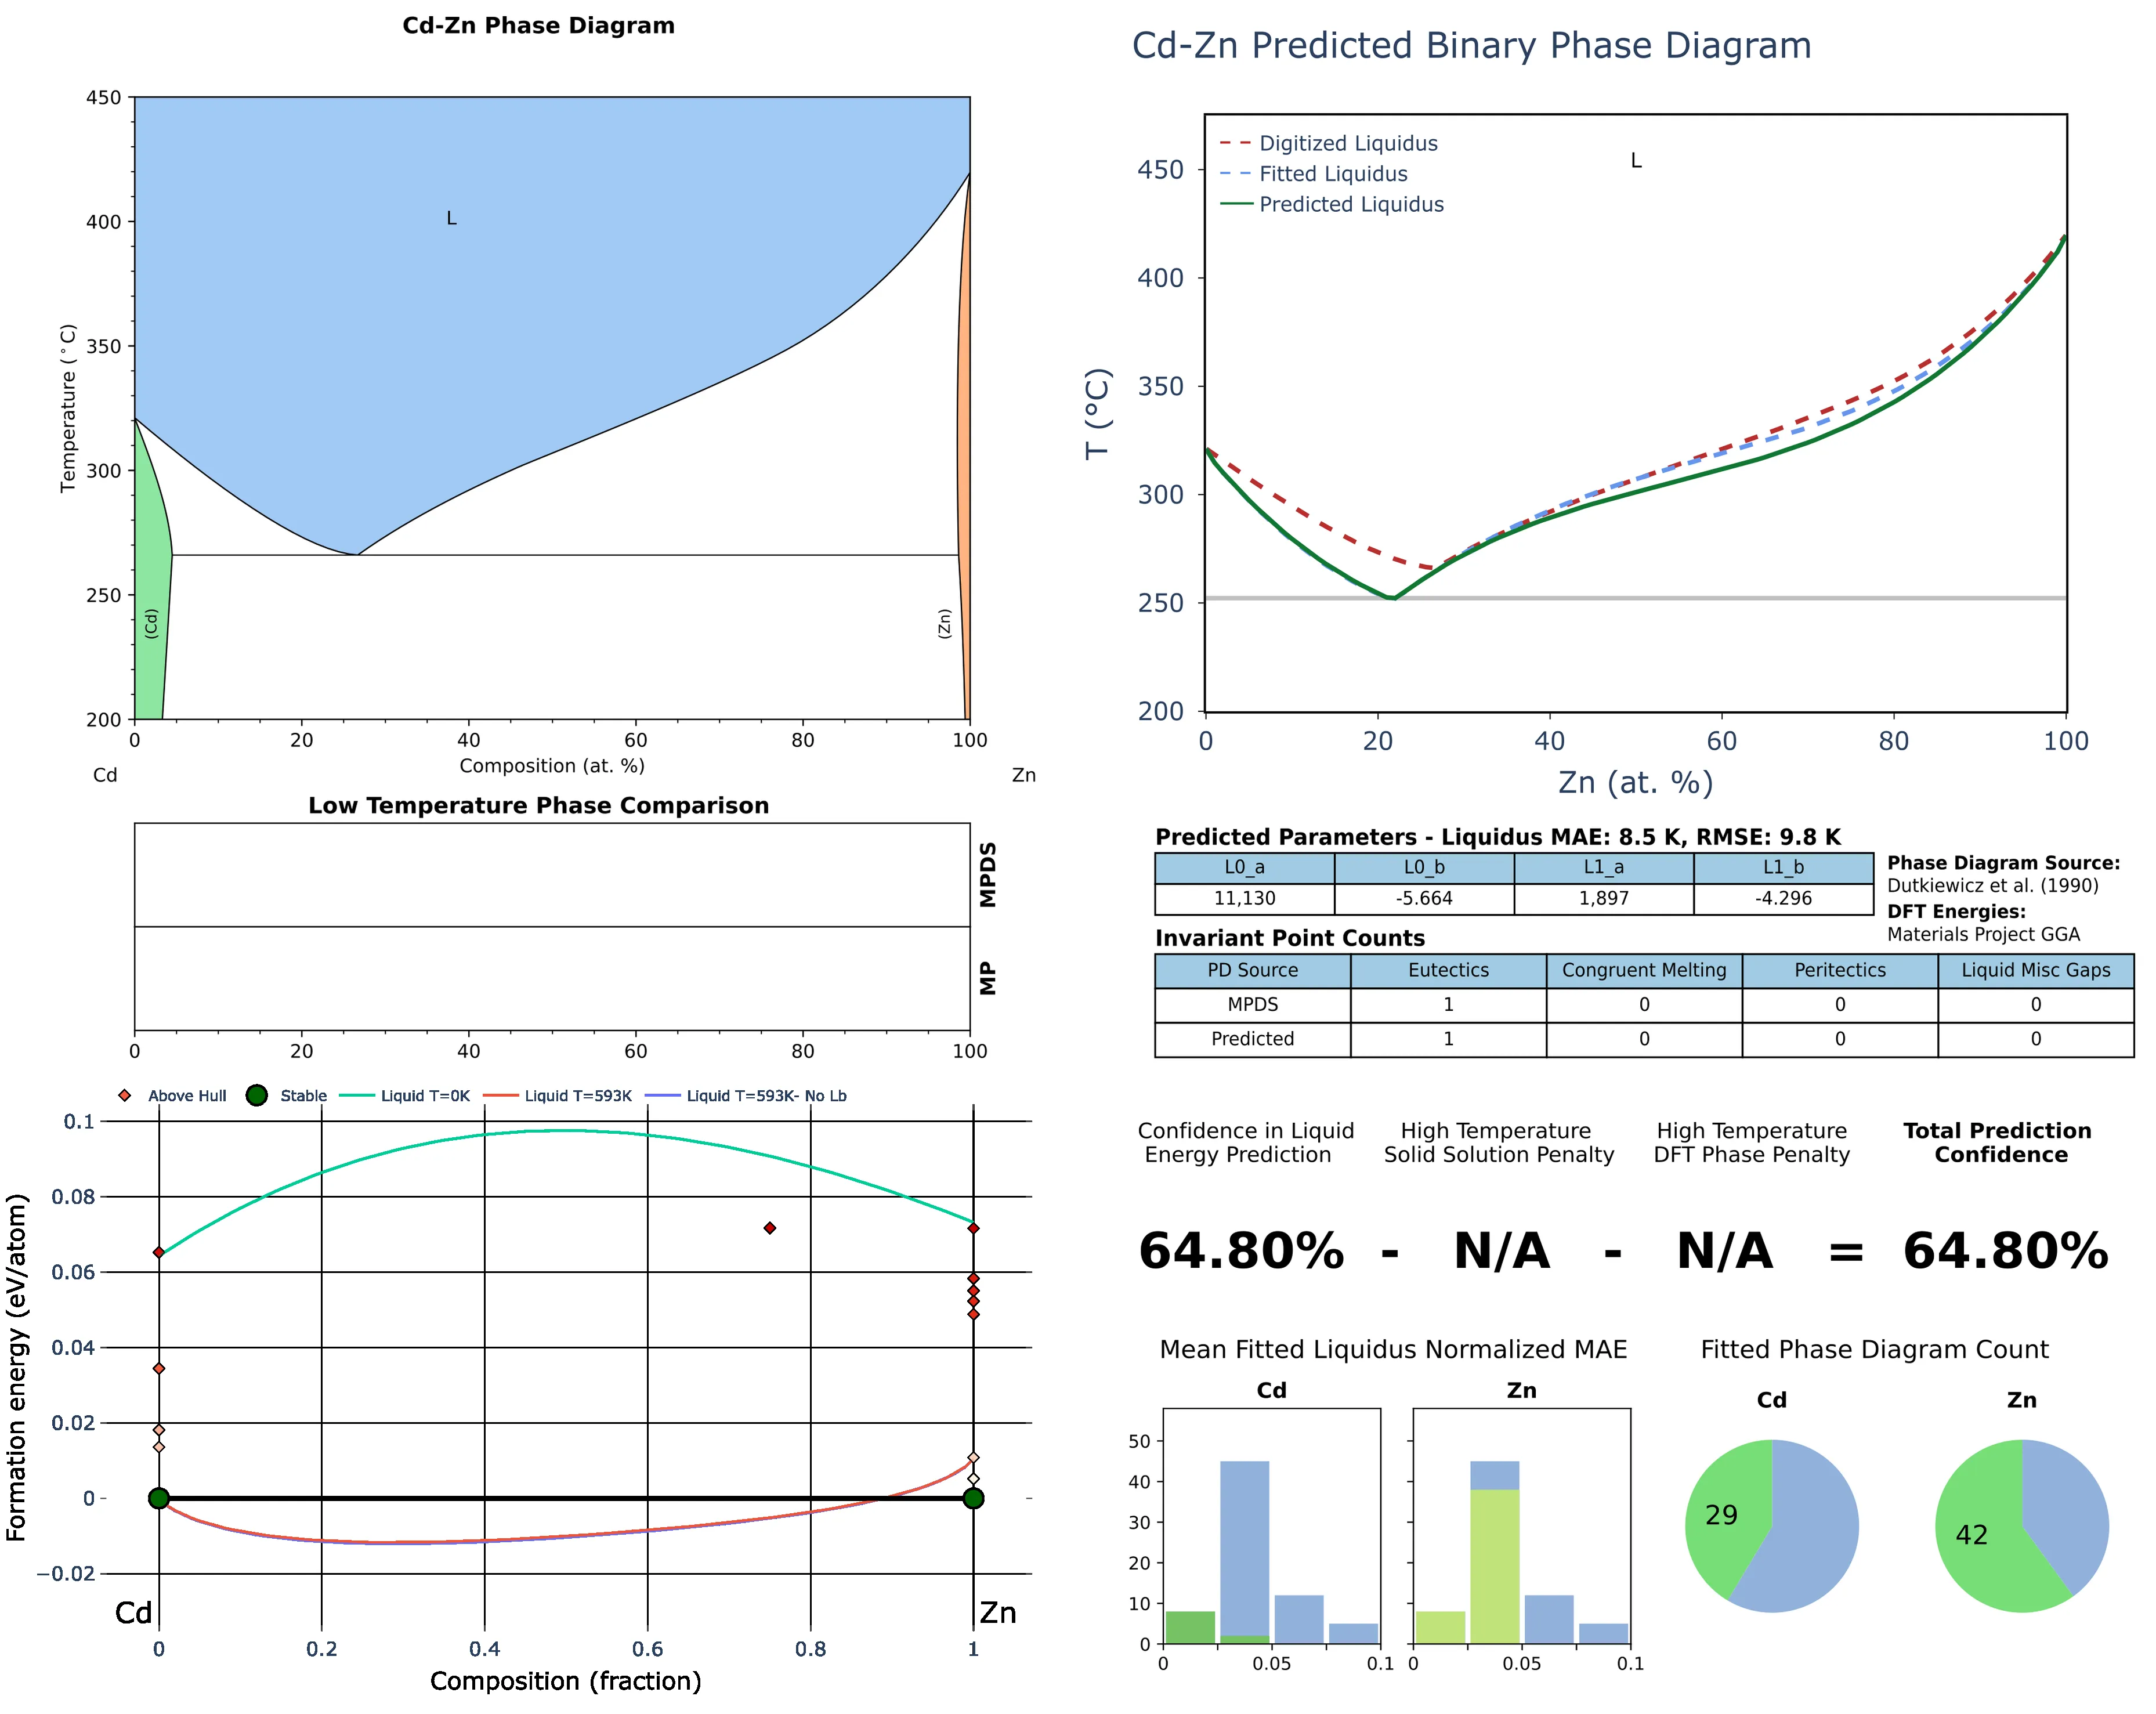 Cd-Zn Phase Diagram
450
400
350
300
250
200
Temperature (°C)
L
(Cd)
(Zn)
0 20 40 60 80 100
Composition (at. %)
Cd Zn
Low Temperature Phase Comparison
MPDS
MP
0 20 40 60 80 100
Above Hull Stable Liquid T=0K Liquid T=593K Liquid T=593K- No Lb
0.1
0.08
0.06
0.04
0.02
0
−0.02
Formation energy (eV/atom)
Cd Zn
0 0.2 0.4 0.6 0.8 1
Composition (fraction)
Cd-Zn Predicted Binary Phase Diagram
Digitized Liquidus
Fitted Liquidus
Predicted Liquidus
L
450
400
350
300
250
200
T (°C)
0 20 40 60 80 100
Zn (at. %)
Predicted Parameters - Liquidus MAE: 8.5 K, RMSE: 9.8 K
L0_a L0_b L1_a L1_b
11,130 -5.664 1,897 -4.296
Phase Diagram Source:
Dutkiewicz et al. (1990)
DFT Energies:
Materials Project GGA
Invariant Point Counts
PD Source Eutectics Congruent Melting Peritectics Liquid Misc Gaps
MPDS 1 0 0 0
Predicted 1 0 0 0
Confidence in Liquid
Energy Prediction
High Temperature
Solid Solution Penalty
High Temperature
DFT Phase Penalty
Total Prediction
Confidence
64.80% - N/A - N/A = 64.80%
Mean Fitted Liquidus Normalized MAE
Cd Zn
50
40
30
20
10
0
0 0.05 0.1 0 0.05 0.1
Fitted Phase Diagram Count
Cd Zn
29 42